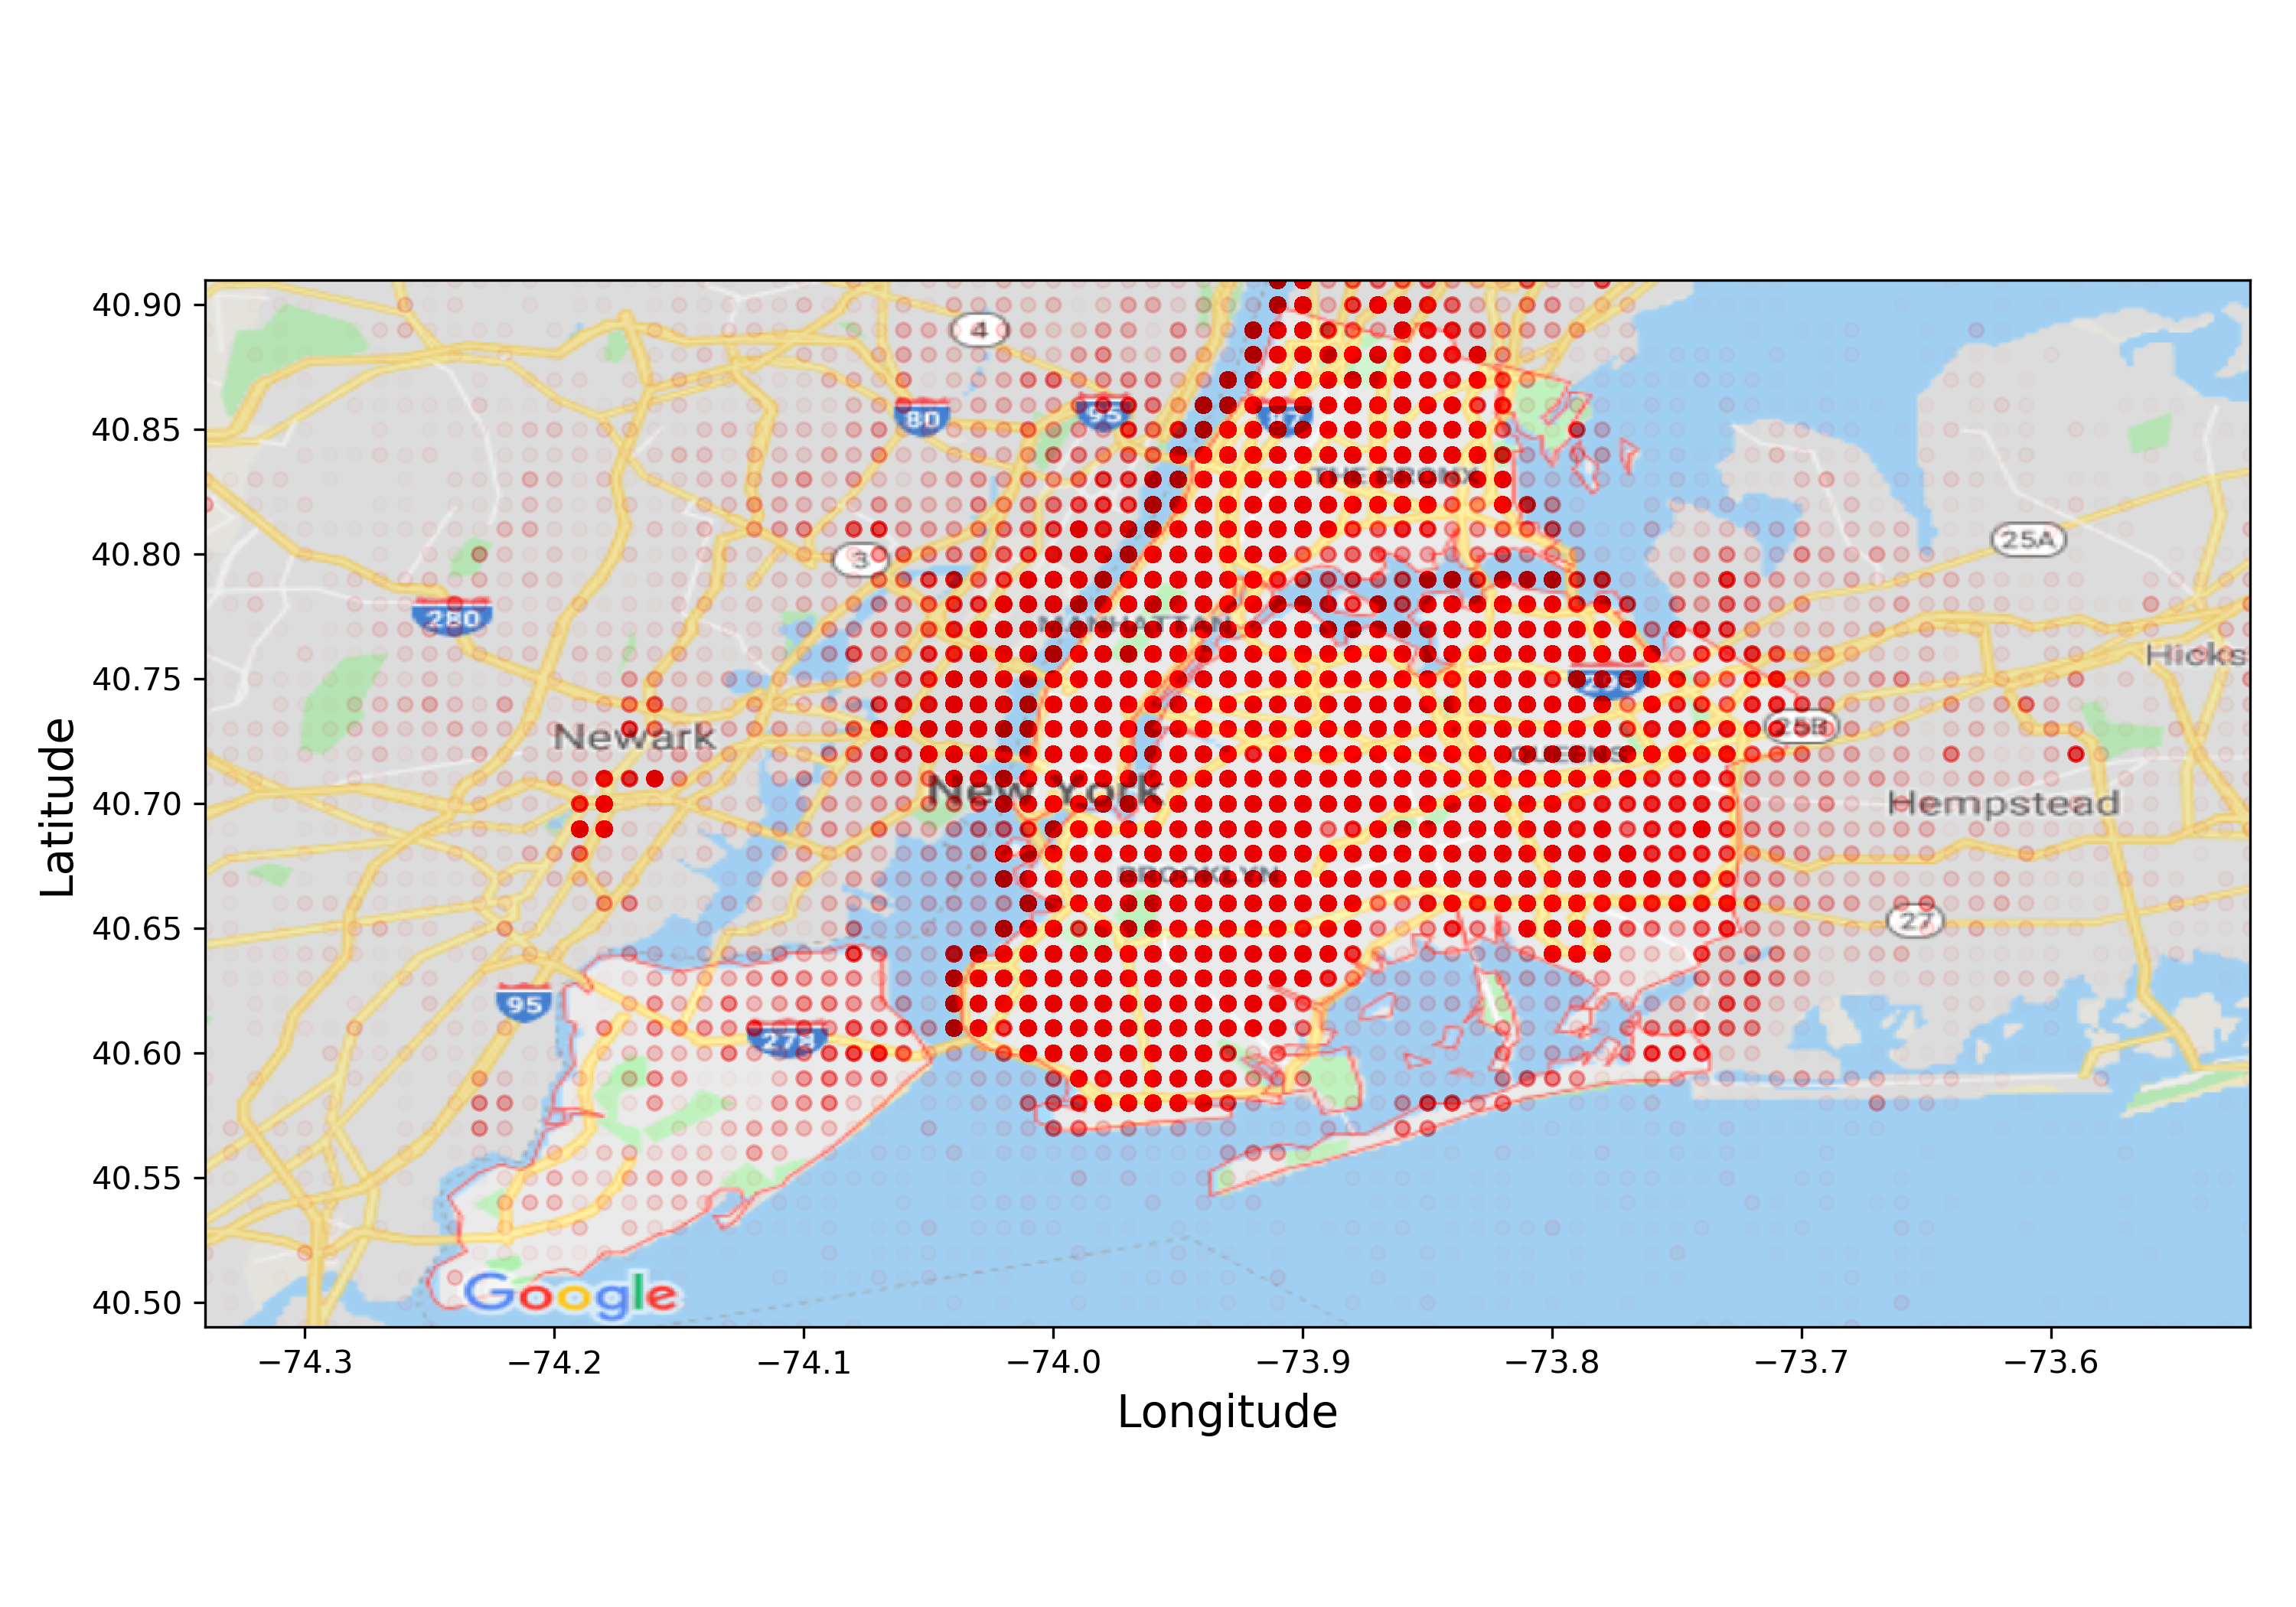 40.90
4
40.85
80
95
87
THE BRONX
40.80
3
25A
280
MANHATTAN
40.75
Hicks
Newark
25B
QUEENS
New York
40.70
Hempstead
Latitude
BROOKLYN
40.65
27
95
40.60
278
40.55
40.50
Google
−74.3 −74.2 −74.1 −74.0 −73.9 −73.8 −73.7 −73.6
Longitude